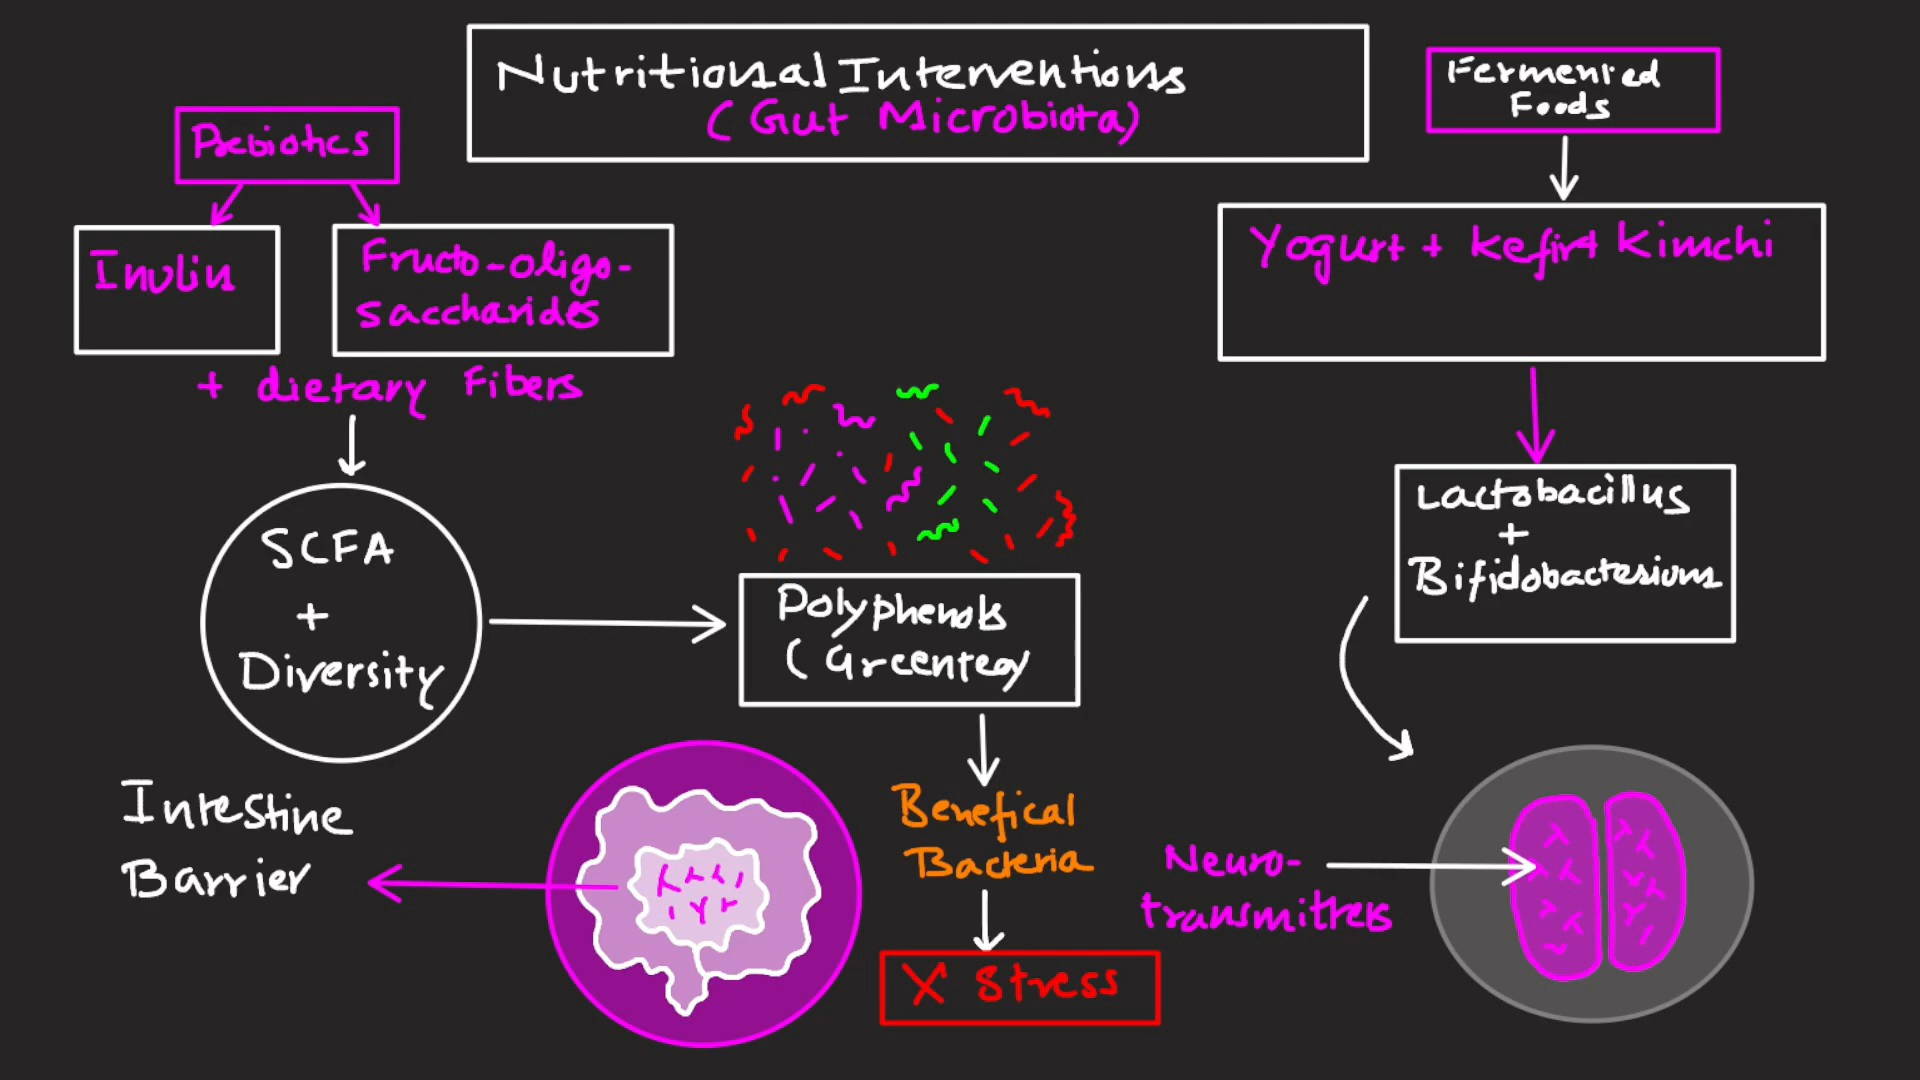 Nutritional Interventions
(Gut Microbiota)
Prebiotics
Inulin
Fructo-oligo-
saccharides
+ dietary Fibers
SCFA
+
Diversity
Intestine
Barrier
Polyphenols
(Greentea)
Benefical
Bacteria
X Stress
Fermented
Foods
Yogurt + Kefir + Kimchi
Lactobacillus
+
Bifidobacterium
Neuro-
transmitters